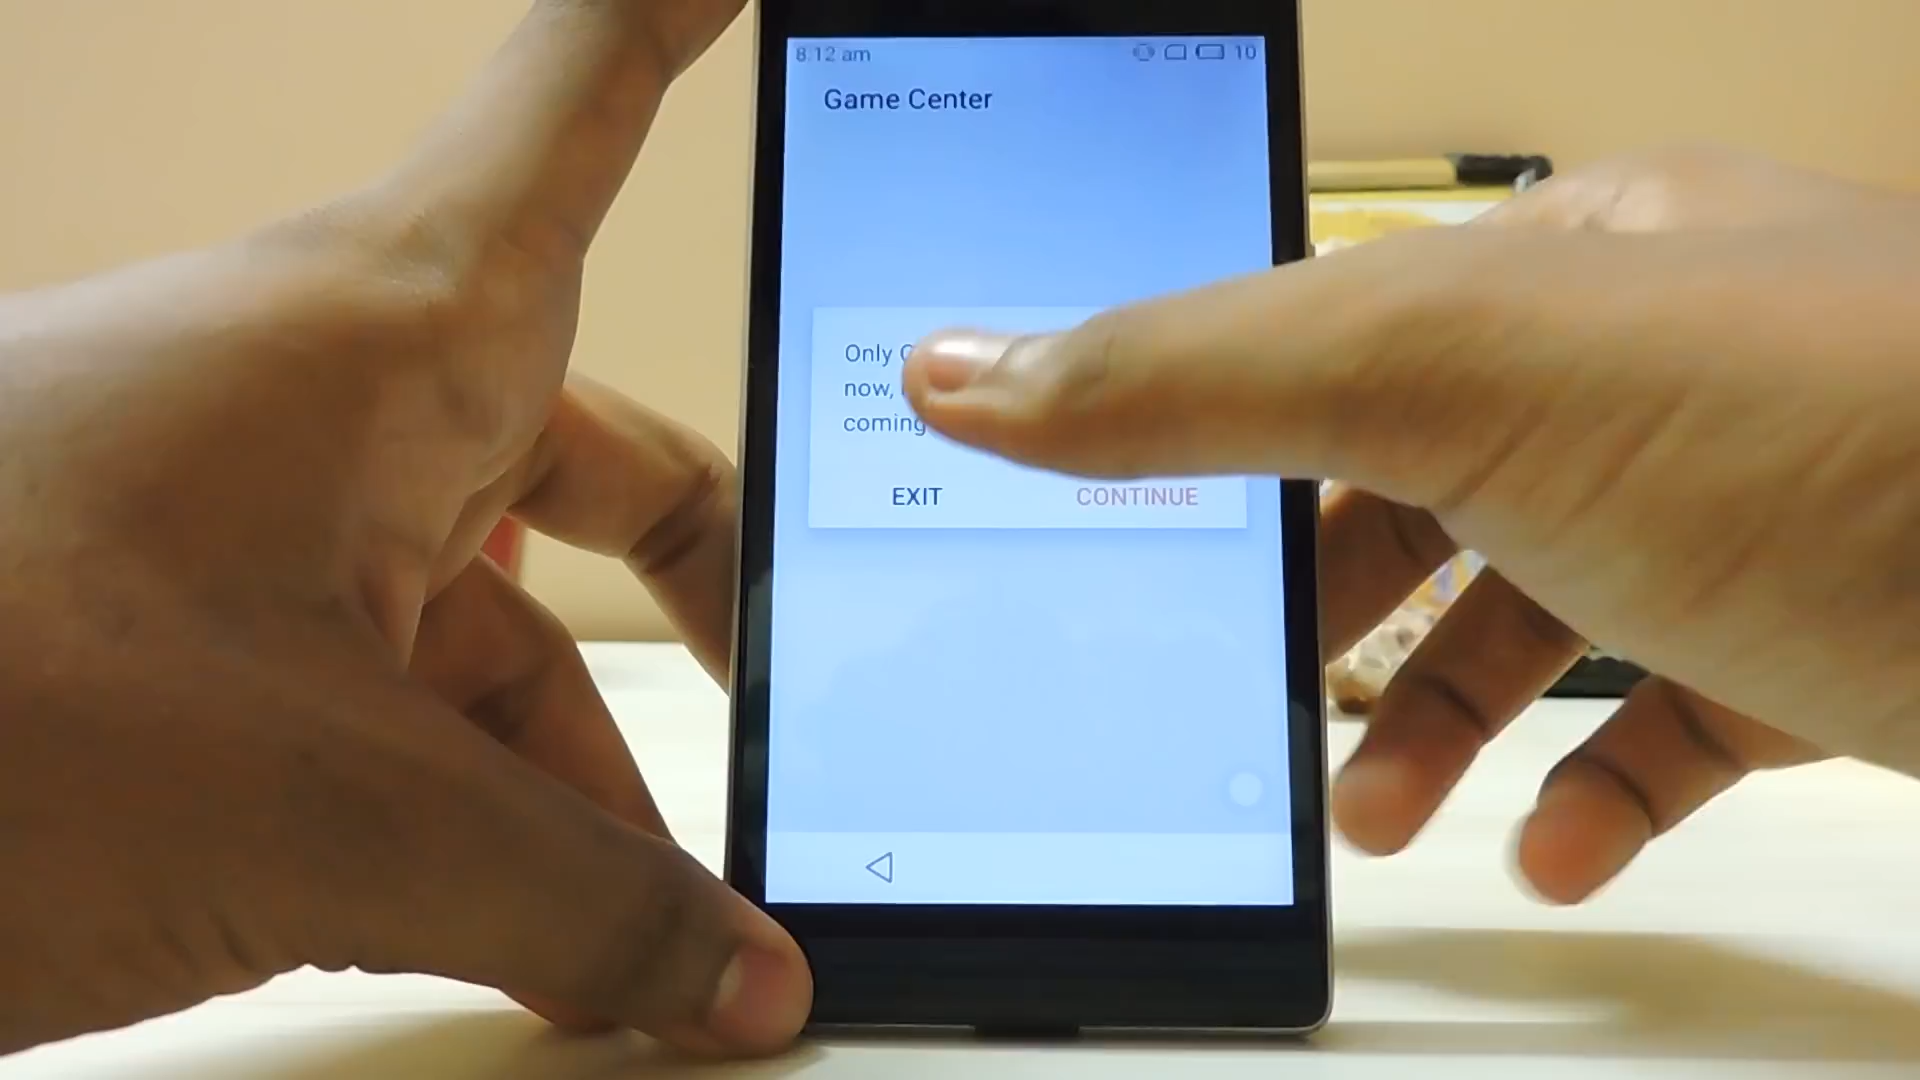 8:12 am 10
Game Center
Only
now,
coming
EXIT CONTINUE